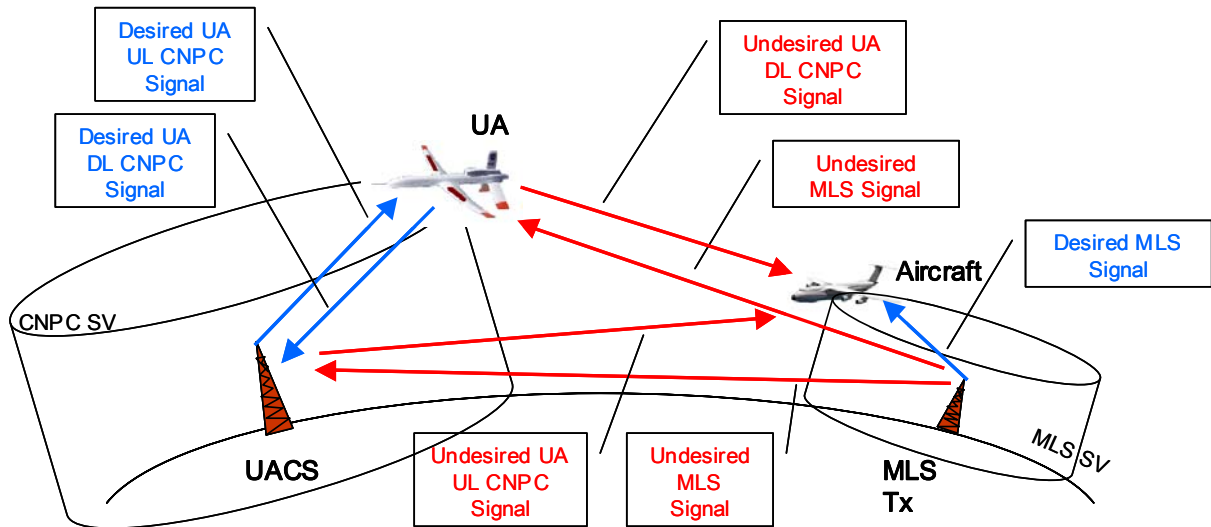 Desired UA
UL CNPC
Signal
Undesired UA
DL CNPC
Signal
UA
Desired UA
DL CNPC
Signal
Undesired
MLS Signal
Desired MLS
Signal
Aircraft
CNPC SV
MLS SV
UACS
Undesired UA
UL CNPC
Signal
Undesired
MLS
Signal
MLS
Tx